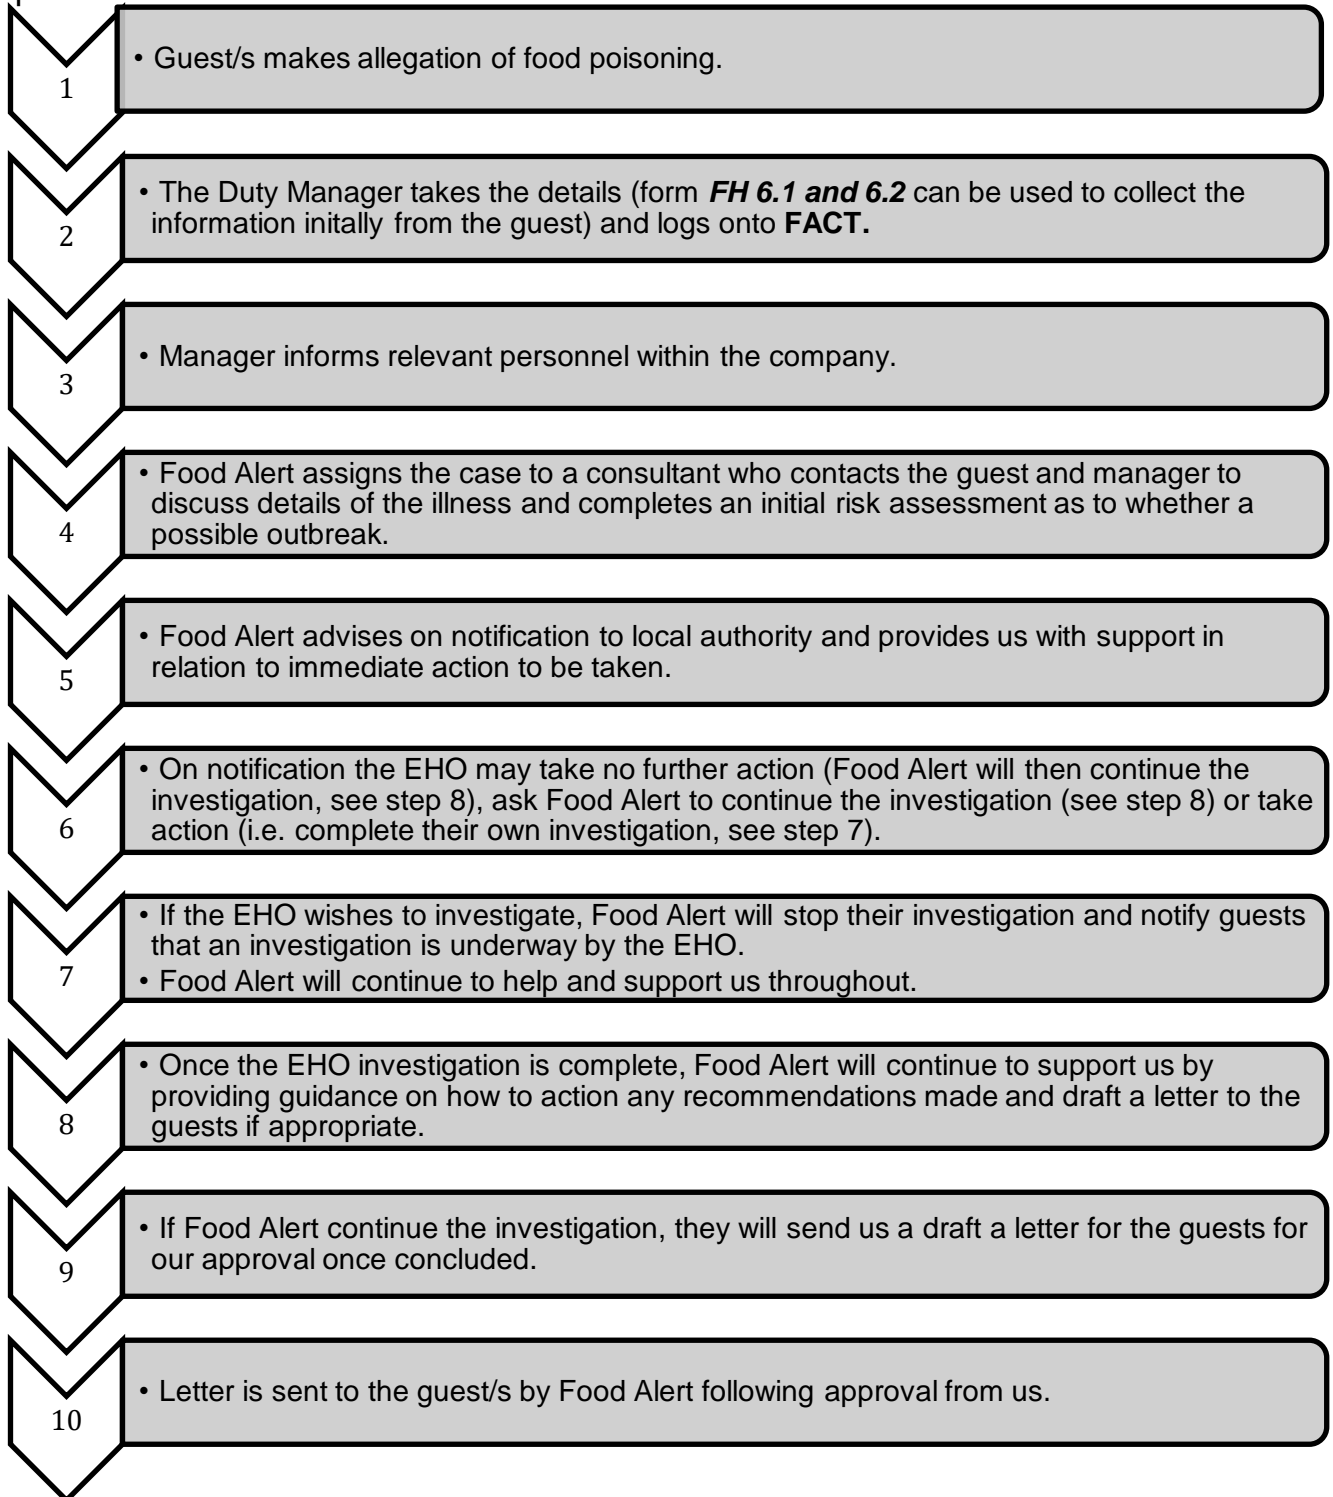 • Guest/s makes allegation of food poisoning.
1
• The Duty Manager takes the details (form FH 6.1 and 6.2 can be used to collect the
information initally from the guest) and logs onto FACT.
2
• Manager informs relevant personnel within the company.
3
• Food Alert assigns the case to a consultant who contacts the guest and manager to
discuss details of the illness and completes an initial risk assessment as to whether a
possible outbreak.
4
• Food Alert advises on notification to local authority and provides us with support in
relation to immediate action to be taken.
5
• On notification the EHO may take no further action (Food Alert will then continue the
investigation, see step 8), ask Food Alert to continue the investigation (see step 8) or take
action (i.e. complete their own investigation, see step 7).
6
• If the EHO wishes to investigate, Food Alert will stop their investigation and notify guests
that an investigation is underway by the EHO.
• Food Alert will continue to help and support us throughout.
7
• Once the EHO investigation is complete, Food Alert will continue to support us by
providing guidance on how to action any recommendations made and draft a letter to the
guests if appropriate.
8
• If Food Alert continue the investigation, they will send us a draft a letter for the guests for
our approval once concluded.
9
• Letter is sent to the guest/s by Food Alert following approval from us.
10